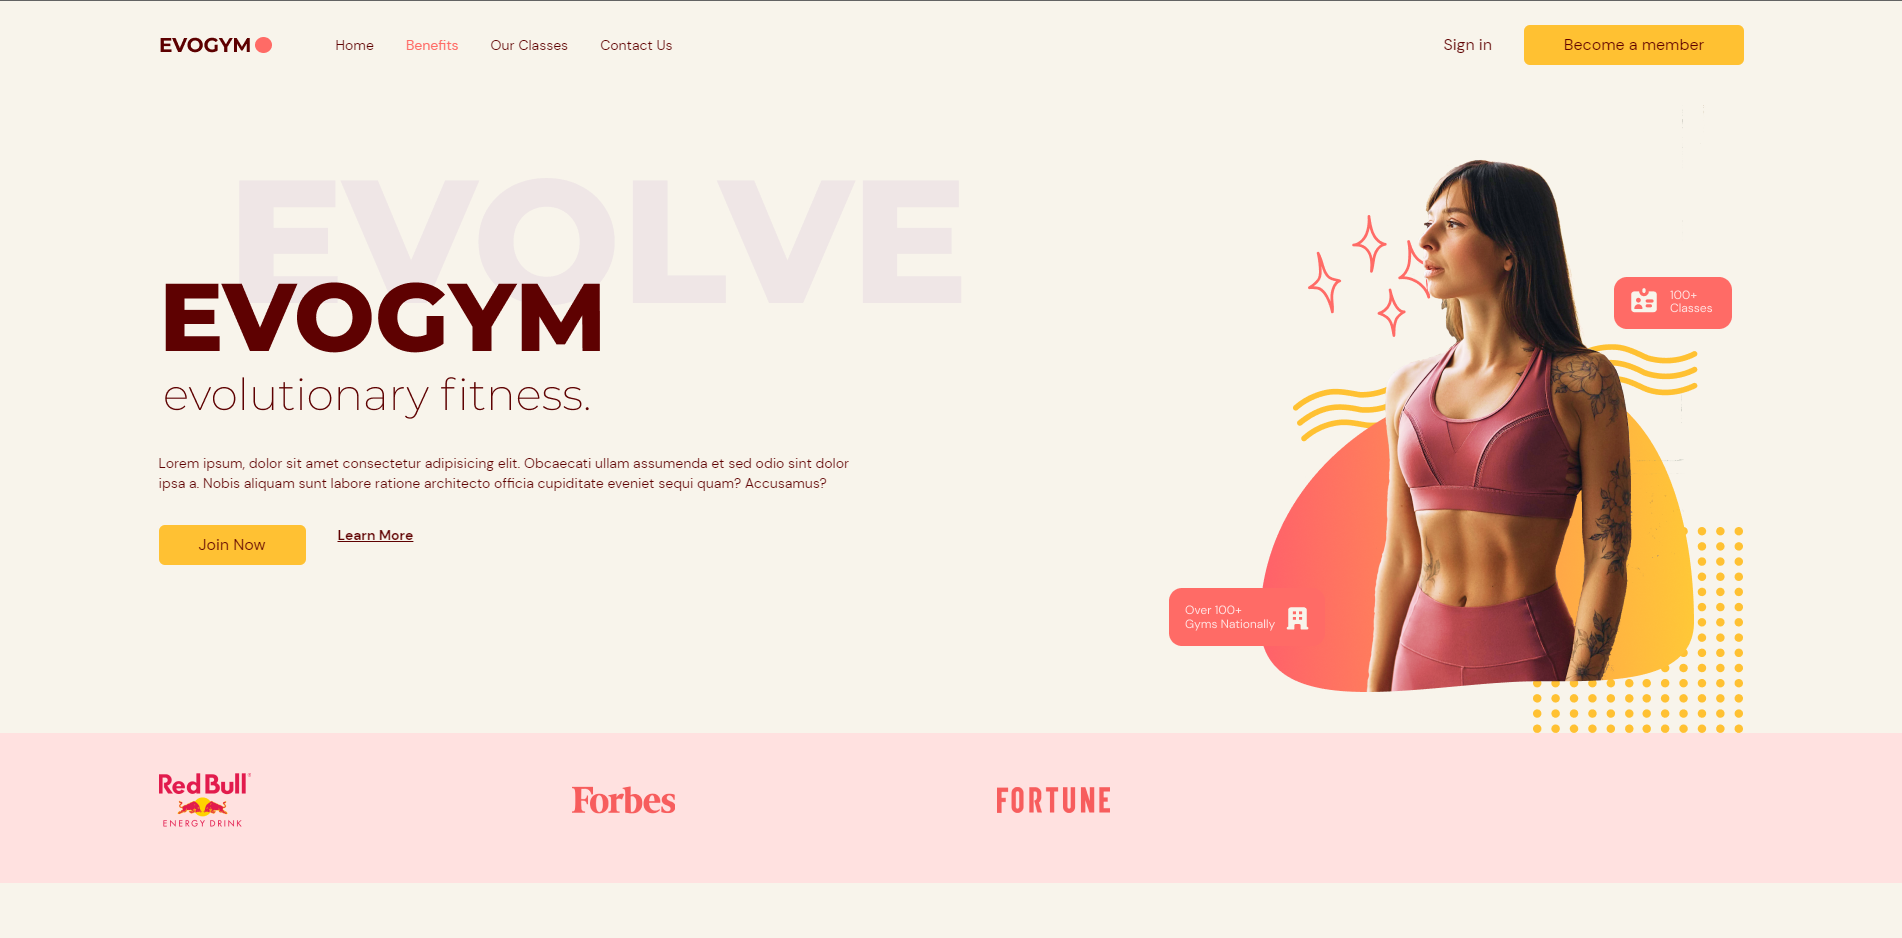 EVOGYM
Home
Benefits
Our Classes
Contact Us
Sign in
Become a member
EVOLVE
EVOGYM
evolutionary fitness.
Lorem ipsum, dolor sit amet consectetur adipisicing elit. Obcaecati ullam assumenda et sed odio sint dolor
ipsa a. Nobis aliquam sunt labore ratione architecto officia cupiditate eveniet sequi quam? Accusamus?
Join Now
Learn More
100+
Classes
Over 100+
Gyms Nationally
Red Bull
ENERGY DRINK
Forbes
FORTUNE